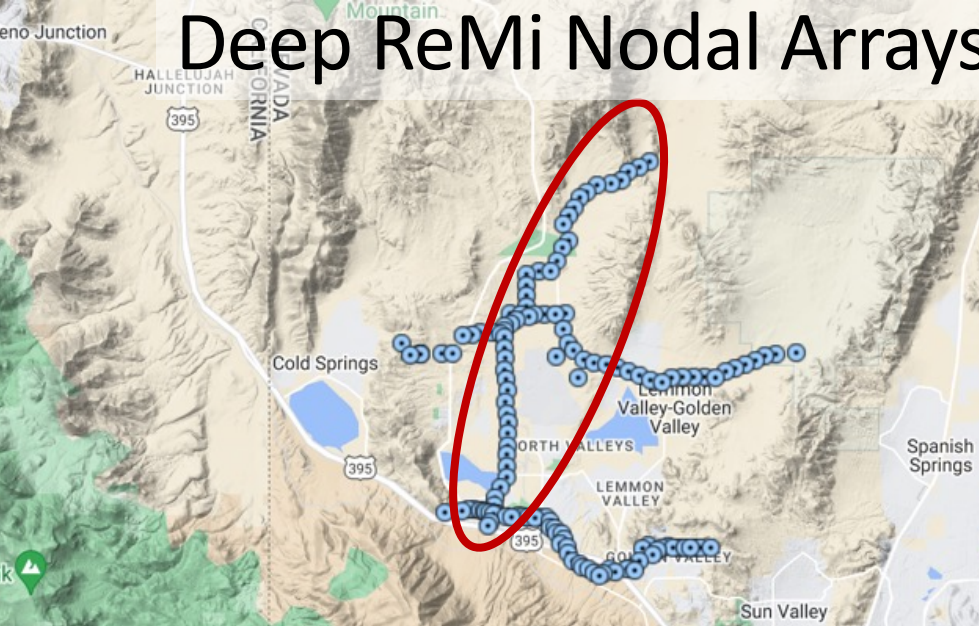 Deep ReMi Nodal Arrays
Mountain
eno Junction
HALLELUJAH
JUNCTION
NEVADA
CALIFORNIA
395
Cold Springs
Lemmon
Valley-Golden
Valley
NORTH VALLEYS
Spanish
Springs
395
LEMMON
VALLEY
395
GOLDEN VALLEY
k
Sun Valley